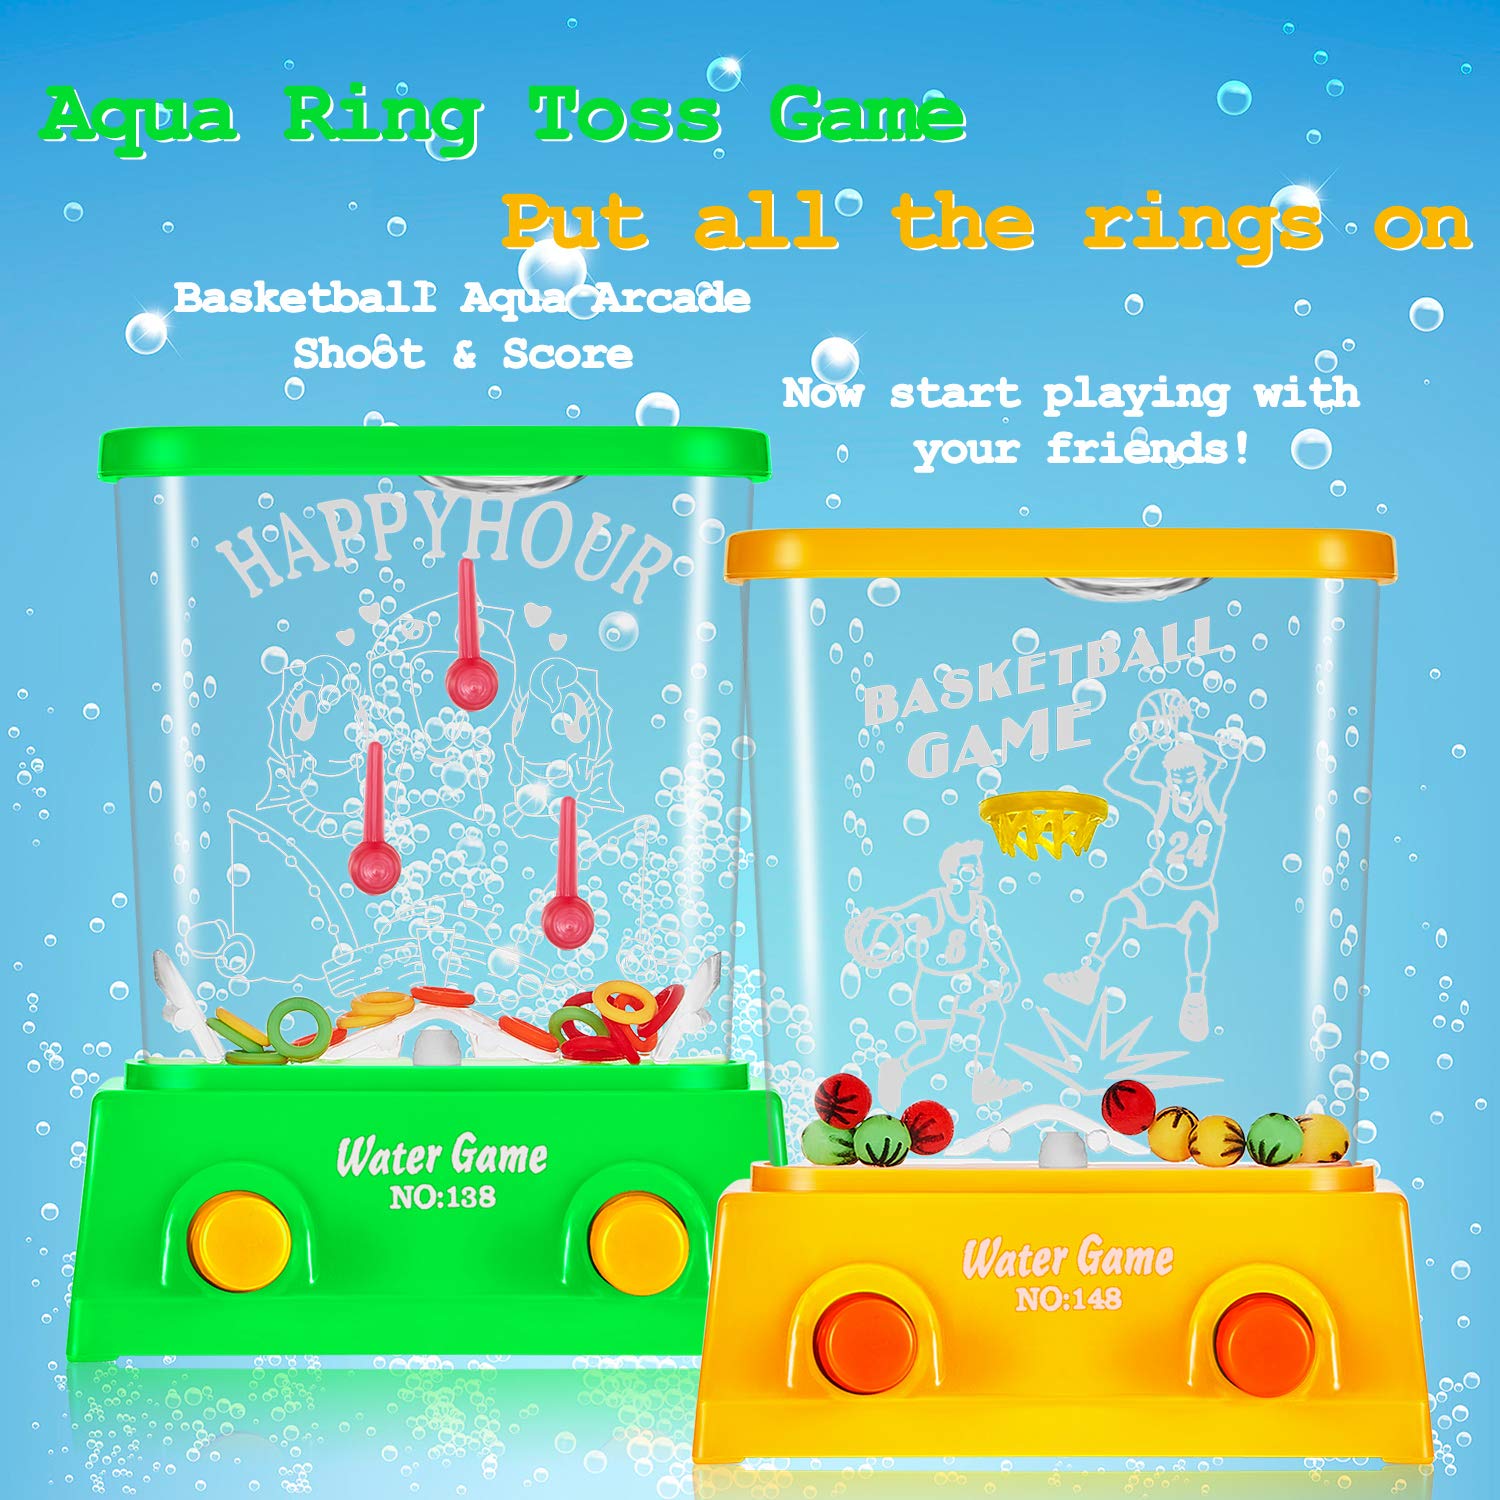 Aqua Ring Toss Game
Put all the rings on
Basketball Aqua Arcade
Shoot & Score
Now start playing with
your friends!
HAPPYHOUR
BASKETBALL
GAME
24
8
Water Game
NO:138
Water Game
NO:148